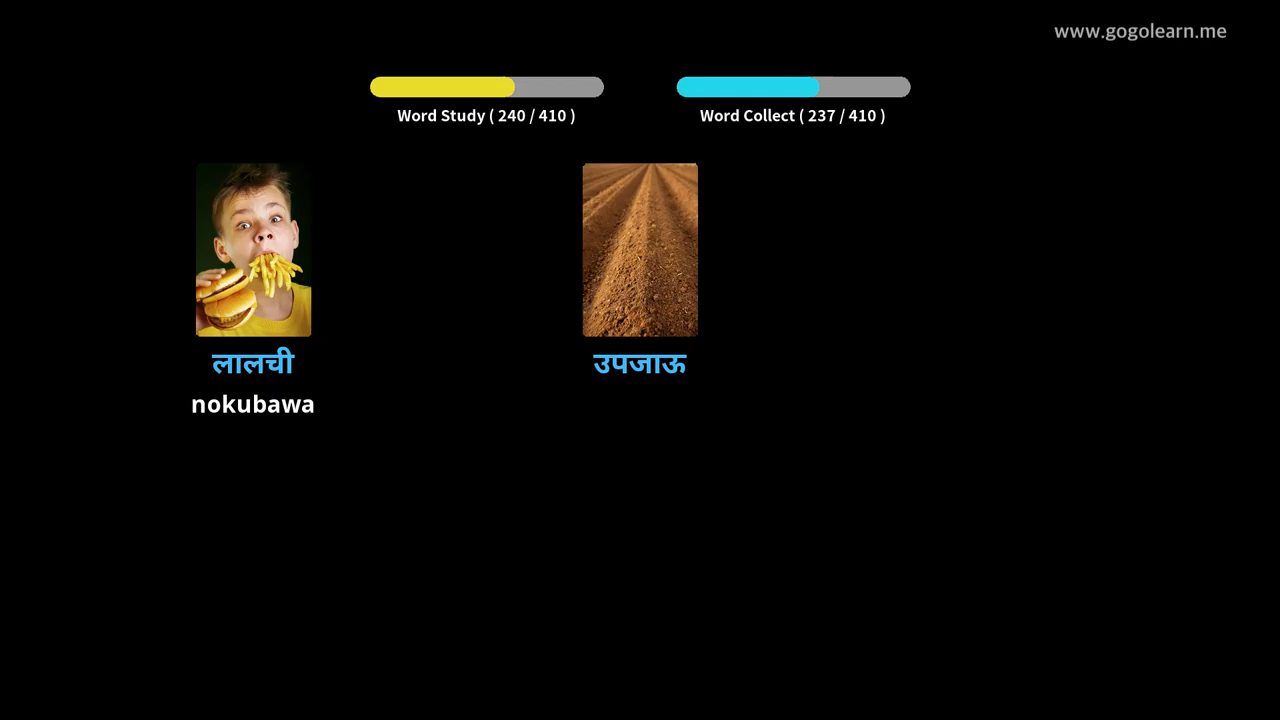 www.gogolearn.me
Word Study ( 240 / 410 )
Word Collect ( 237 / 410 )
लालची
उपजाऊ
nokubawa